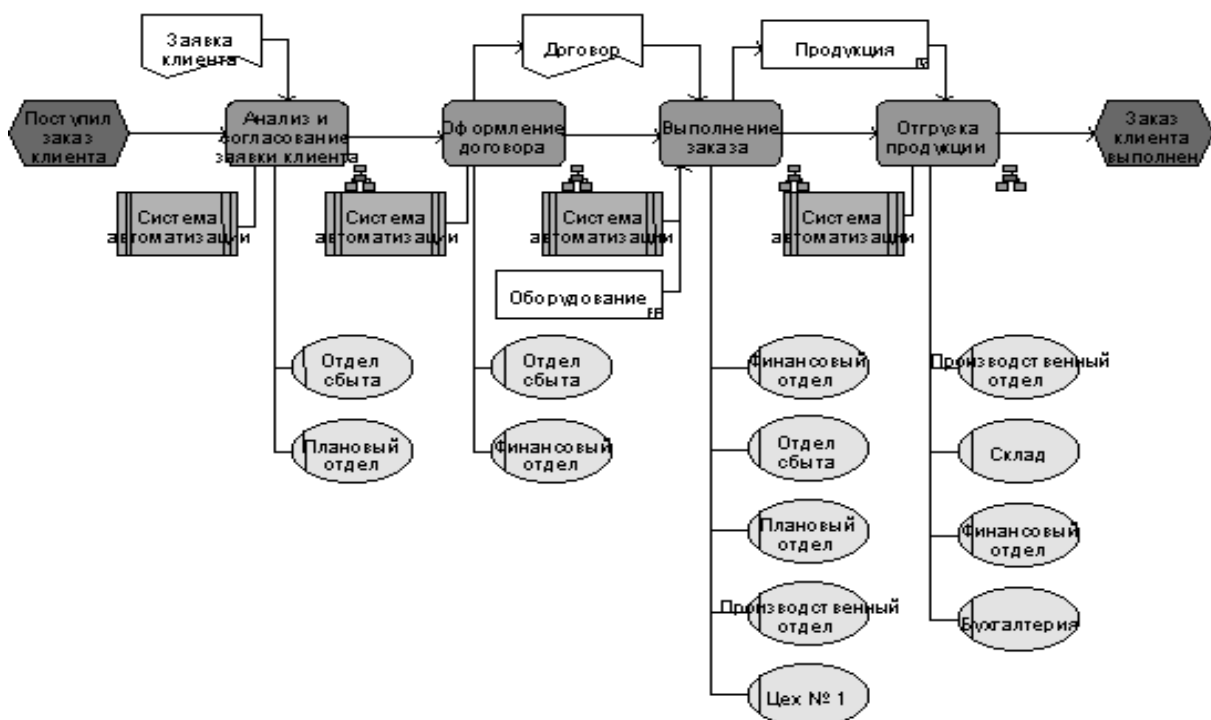 Заявка
клиента
Договор
Продукция
Поступил
заказ
клиента
Анализ и
согласование
заявки клиента
Оформление
договора
Выполнение
заказа
Отгрузка
продукции
Заказ
клиента
выполнен
Система
автоматизации
Система
автоматизации
Система
автоматизации
Система
автоматизации
Оборудование
Отдел
сбыта
Отдел
сбыта
Финансовый
отдел
Производственный
отдел
Плановый
отдел
Финансовый
отдел
Отдел
сбыта
Склад
Плановый
отдел
Финансовый
отдел
Производственный
отдел
Бухгалтерия
Цех № 1